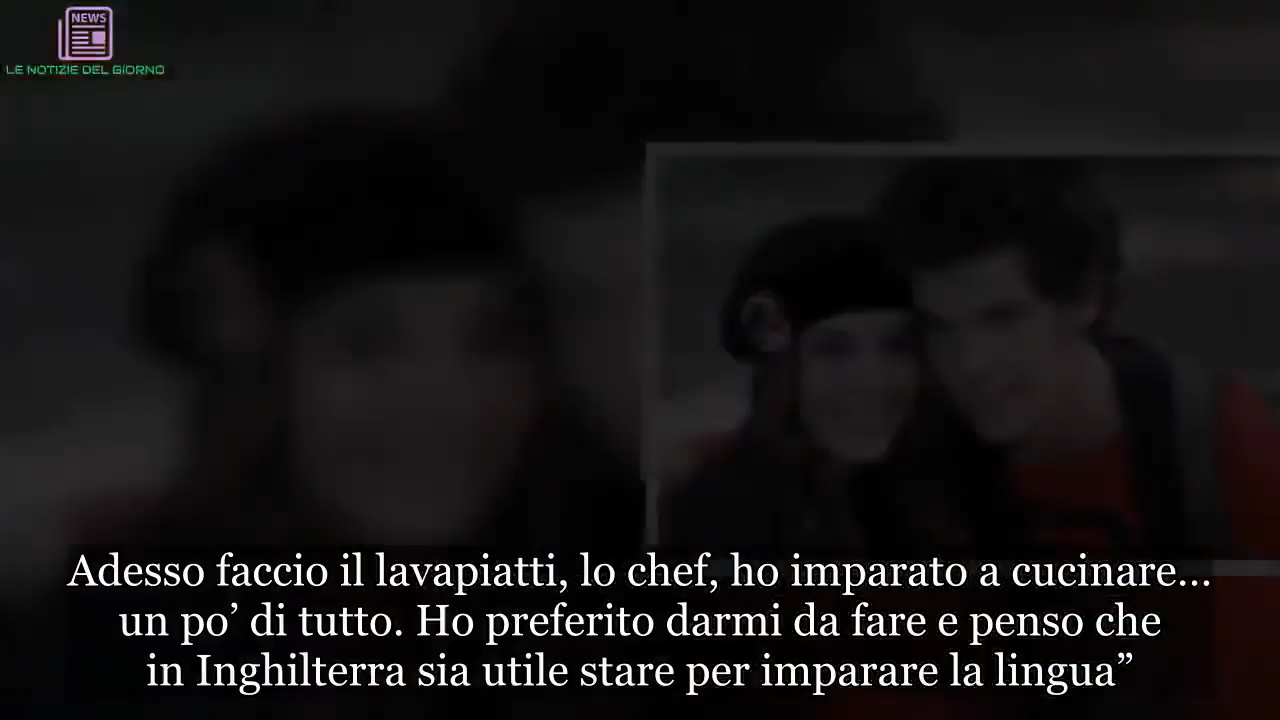 NEWS
LE NOTIZIE DEL GIORNO
Adesso faccio il lavapiatti, lo chef, ho imparato a cucinare...
un po’ di tutto. Ho preferito darmi da fare e penso che
in Inghilterra sia utile stare per imparare la lingua”